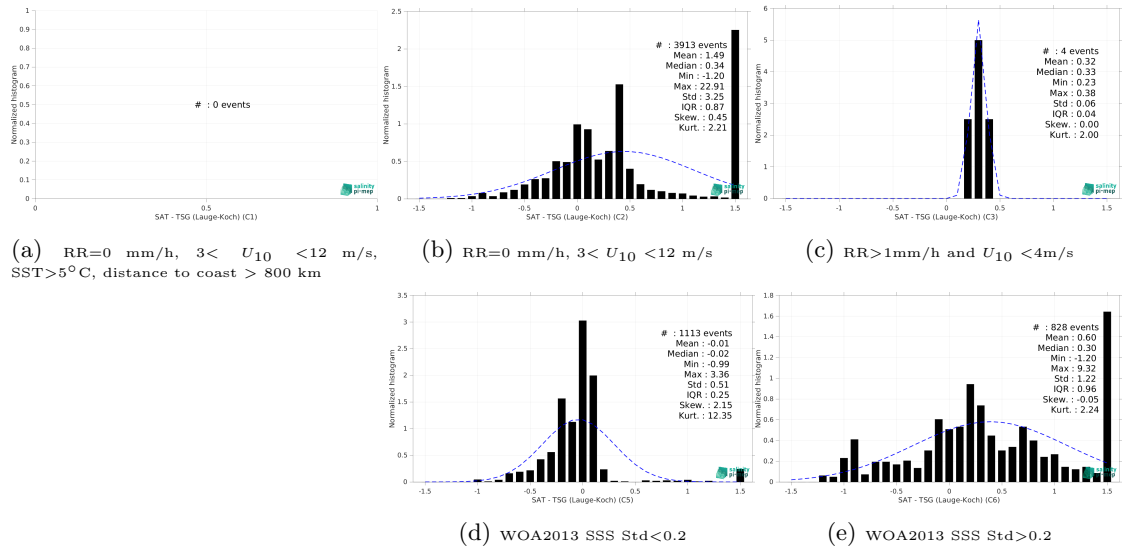 1
0.9
0.8
0.7
0.6
0.5
0.4
0.3
0.2
0.1
0
Normalized histogram
# : 0 events
salinity
pi-mep
0 0.5 1
SAT - TSG (Lauge-Koch) (C1)
(a) RR=0 mm/h, 3< U10 <12 m/s,
SST>5°C, distance to coast > 800 km
2.5
2
1.5
1
0.5
0
Normalized histogram
# : 3913 events
Mean : 1.49
Median : 0.34
Min : -1.20
Max : 22.91
Std : 3.25
IQR : 0.87
Skew. : 0.45
Kurt. : 2.21
salinity
pi-mep
-1.5 -1 -0.5 0 0.5 1 1.5
SAT - TSG (Lauge-Koch) (C2)
(b) RR=0 mm/h, 3< U10 <12 m/s
6
5
4
3
2
1
0
Normalized histogram
# : 4 events
Mean : 0.32
Median : 0.33
Min : 0.23
Max : 0.38
Std : 0.06
IQR : 0.04
Skew. : 0.00
Kurt. : 2.00
salinity
pi-mep
-1.5 -1 -0.5 0 0.5 1 1.5
SAT - TSG (Lauge-Koch) (C3)
(c) RR>1mm/h and U10 <4m/s
3.5
3
2.5
2
1.5
1
0.5
0
Normalized histogram
# : 1113 events
Mean : -0.01
Median : -0.02
Min : -0.99
Max : 3.36
Std : 0.51
IQR : 0.25
Skew. : 2.15
Kurt. : 12.35
salinity
pi-mep
-1.5 -1 -0.5 0 0.5 1 1.5
SAT - TSG (Lauge-Koch) (C5)
(d) WOA2013 SSS Std<0.2
1.8
1.6
1.4
1.2
1
0.8
0.6
0.4
0.2
0
Normalized histogram
# : 828 events
Mean : 0.60
Median : 0.30
Min : -1.20
Max : 9.32
Std : 1.22
IQR : 0.96
Skew. : -0.05
Kurt. : 2.24
salinity
pi-mep
-1.5 -1 -0.5 0 0.5 1 1.5
SAT - TSG (Lauge-Koch) (C6)
(e) WOA2013 SSS Std>0.2